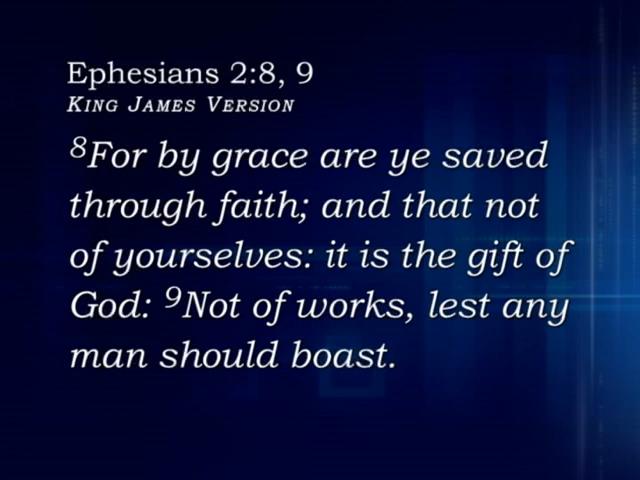 Ephesians 2:8, 9
King James Version
8For by grace are ye saved
through faith; and that not
of yourselves: it is the gift of
God: 9Not of works, lest any
man should boast.